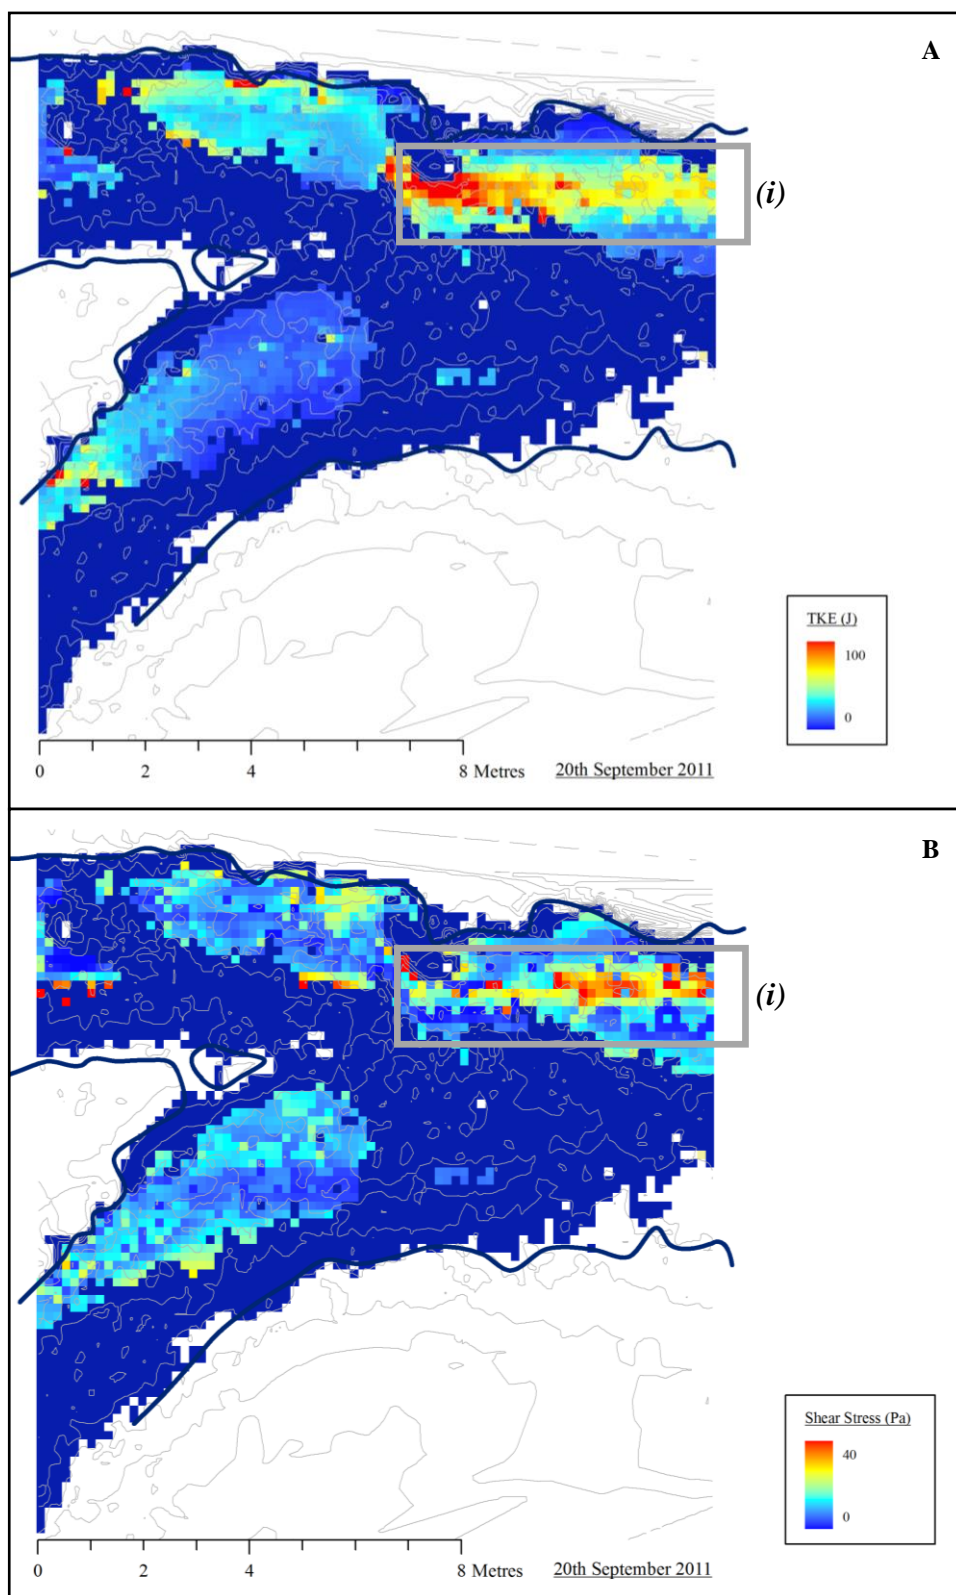 A
(i)
TKE (J)
100
0
0 2 4 8 Metres 20th September 2011
B
(i)
Shear Stress (Pa)
40
0
0 2 4 8 Metres 20th September 2011